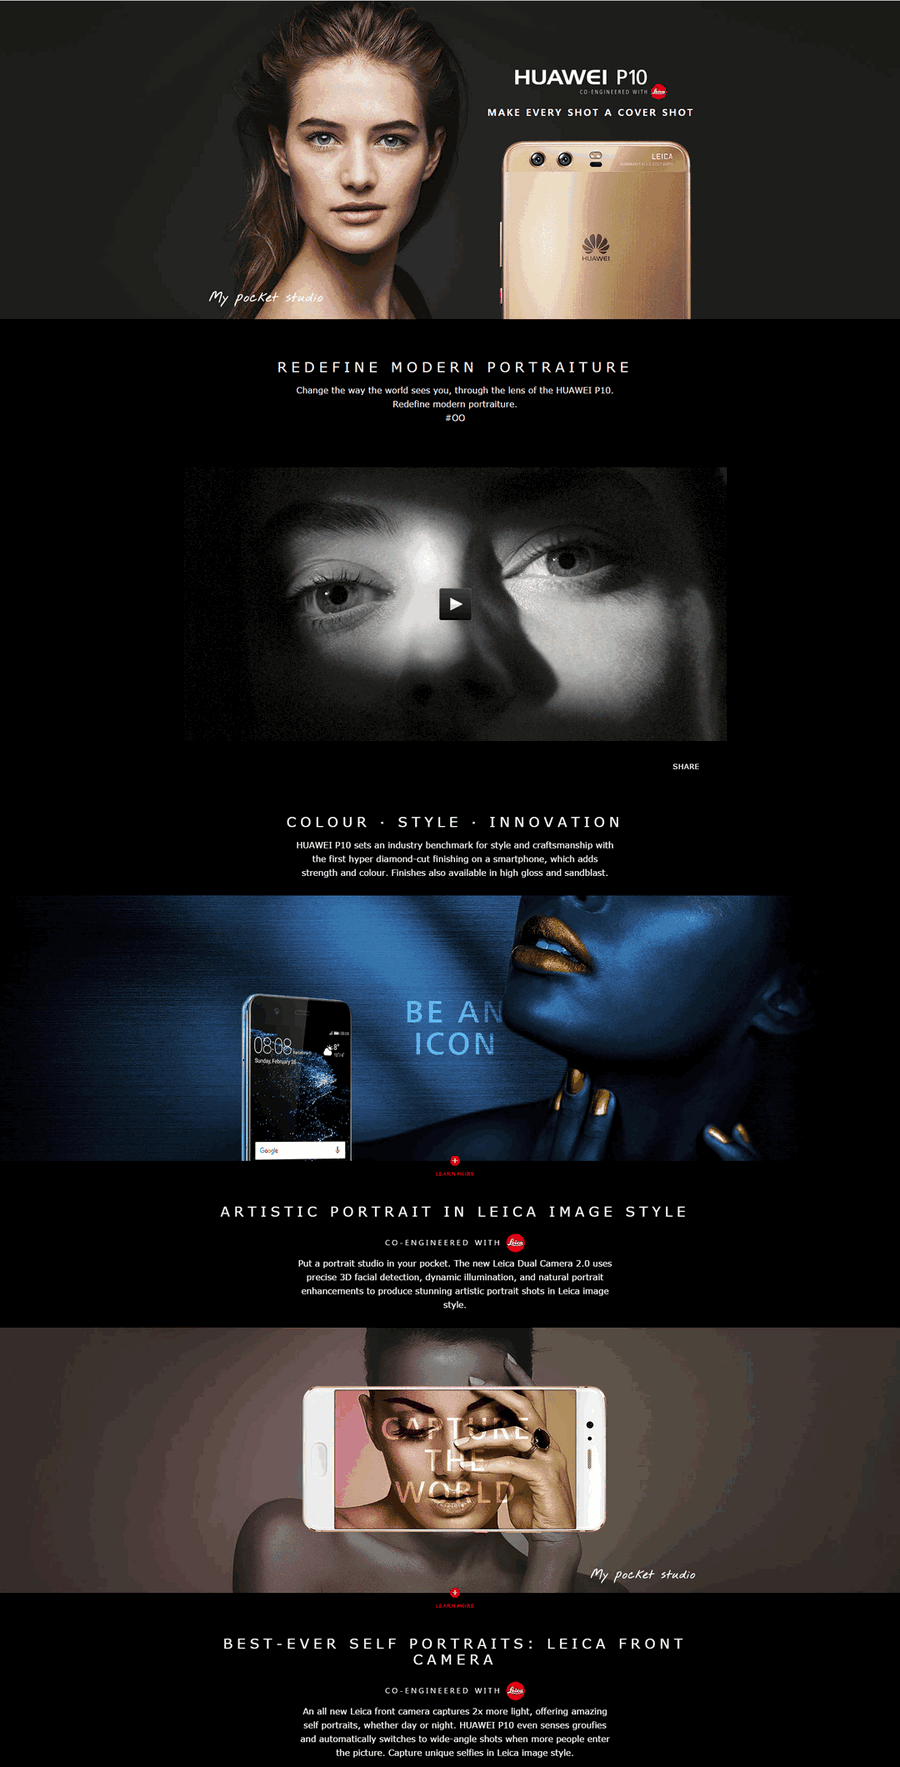 HUAWEI P10
CO-ENGINEERED WITH Leica
MAKE EVERY SHOT A COVER SHOT
LEICA
HUAWEI
My pocket studio
REDEFINE MODERN PORTRAITURE
Change the way the world sees you, through the lens of the HUAWEI P10.
Redefine modern portraiture.
#OO
SHARE
COLOUR · STYLE · INNOVATION
HUAWEI P10 sets an industry benchmark for style and craftsmanship with
the first hyper diamond-cut finishing on a smartphone, which adds
strength and colour. Finishes also available in high gloss and sandblast.
BE AN
ICON
08:08
Sunday, February 26
8°
Google
LEARN MORE
ARTISTIC PORTRAIT IN LEICA IMAGE STYLE
CO-ENGINEERED WITH Leica
Put a portrait studio in your pocket. The new Leica Dual Camera 2.0 uses
precise 3D facial detection, dynamic illumination, and natural portrait
enhancements to produce stunning artistic portrait shots in Leica image
style.
CAPTURE
THE
WORLD
My pocket studio
LEARN MORE
BEST-EVER SELF PORTRAITS: LEICA FRONT
CAMERA
CO-ENGINEERED WITH Leica
An all new Leica front camera captures 2x more light, offering amazing
self portraits, whether day or night. HUAWEI P10 even senses groufies
and automatically switches to wide-angle shots when more people enter
the picture. Capture unique selfies in Leica image style.